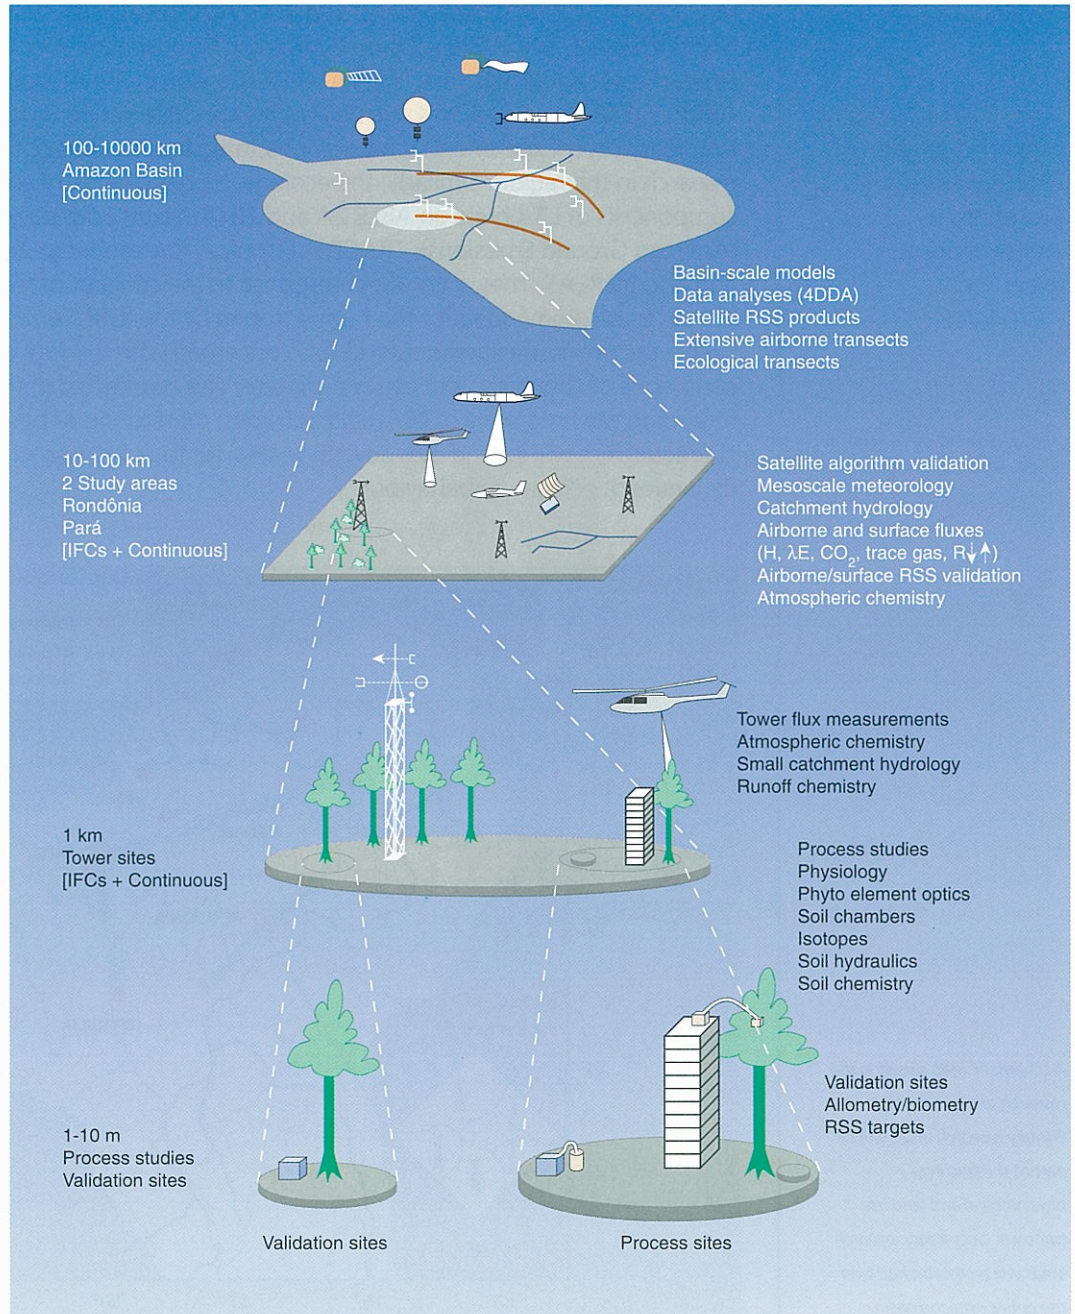 100-10000 km
Amazon Basin
[Continuous]
Basin-scale models
Data analyses (4DDA)
Satellite RSS products
Extensive airborne transects
Ecological transects
10-100 km
2 Study areas
Rondônia
Pará
[IFCs + Continuous]
Satellite algorithm validation
Mesoscale meteorology
Catchment hydrology
Airborne and surface fluxes
(H, λE, CO₂, trace gas, R↓↑)
Airborne/surface RSS validation
Atmospheric chemistry
Tower flux measurements
Atmospheric chemistry
Small catchment hydrology
Runoff chemistry
1 km
Tower sites
[IFCs + Continuous]
Process studies
Physiology
Phyto element optics
Soil chambers
Isotopes
Soil hydraulics
Soil chemistry
Validation sites
Allometry/biometry
RSS targets
1-10 m
Process studies
Validation sites
Validation sites
Process sites